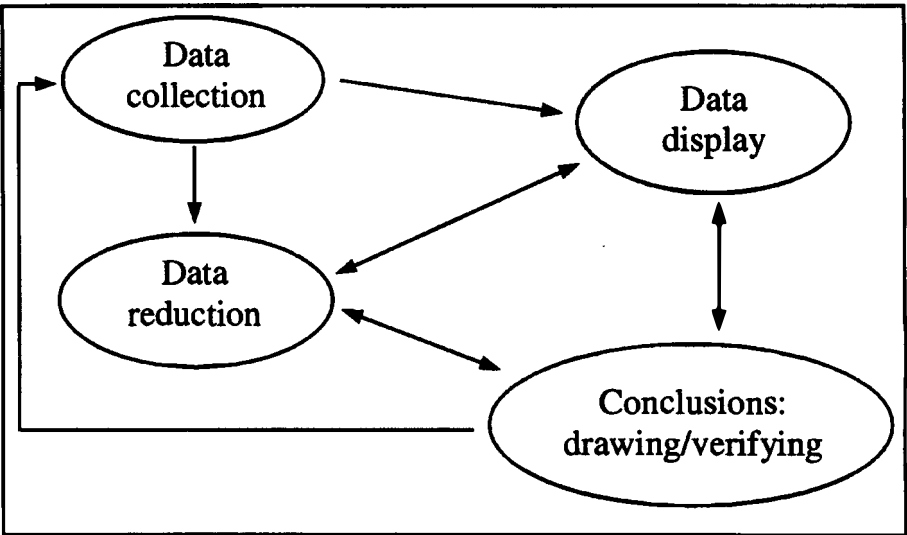 Data
collection
Data
display
Data
reduction
Conclusions:
drawing/verifying